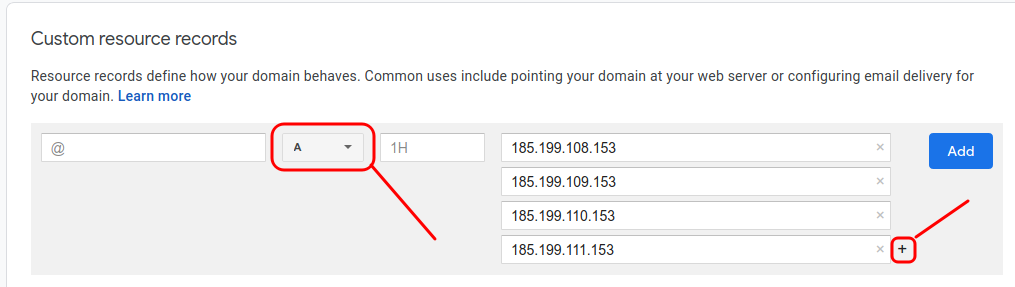 Custom resource records
Resource records define how your domain behaves. Common uses include pointing your domain at your web server or configuring email delivery for
your domain. Learn more
@ A 1H 185.199.108.153 × Add
185.199.109.153 ×
185.199.110.153 ×
185.199.111.153 × +